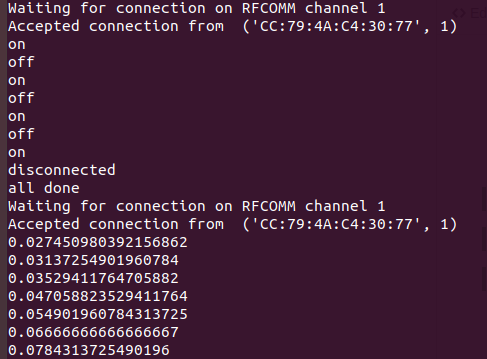 Waiting for connection on RFCOMM channel 1
Accepted connection from  ('CC:79:4A:C4:30:77', 1)
on
off
on
off
on
off
on
disconnected
all done
Waiting for connection on RFCOMM channel 1
Accepted connection from  ('CC:79:4A:C4:30:77', 1)
0.027450980392156862
0.03137254901960784
0.03529411764705882
0.047058823529411764
0.054901960784313725
0.06666666666666667
0.0784313725490196